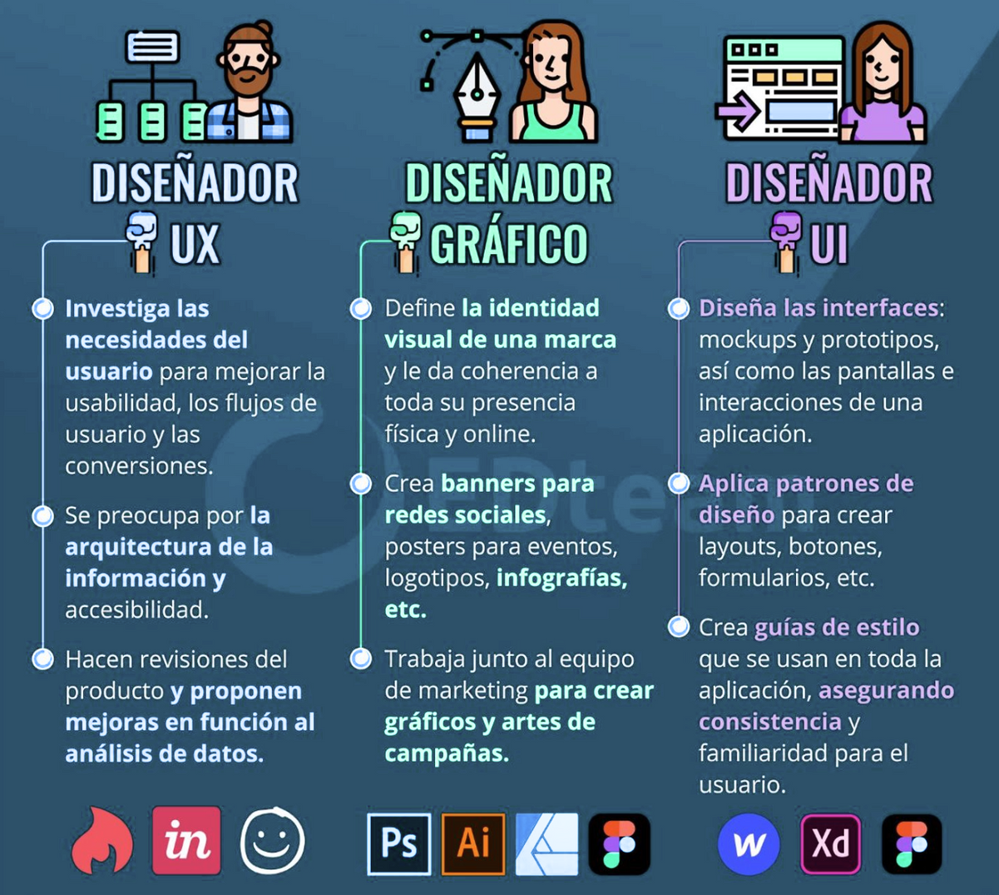 DISEÑADOR
UX
Investiga las
necesidades del
usuario para mejorar la
usabilidad, los flujos de
usuario y las
conversiones.
Se preocupa por la
arquitectura de la
información y
accesibilidad.
Hacen revisiones del
producto y proponen
mejoras en función al
análisis de datos.
in
DISEÑADOR
GRÁFICO
Define la identidad
visual de una marca
y le da coherencia a
toda su presencia
física y online.
Crea banners para
redes sociales,
posters para eventos,
logotipos, infografías,
etc.
Trabaja junto al equipo
de marketing para crear
gráficos y artes de
campañas.
Ps
Ai
DISEÑADOR
UI
Diseña las interfaces:
mockups y prototipos,
así como las pantallas e
interacciones de una
aplicación.
Aplica patrones de
diseño para crear
layouts, botones,
formularios, etc.
Crea guías de estilo
que se usan en toda la
aplicación, asegurando
consistencia y
familiaridad para el
usuario.
w
Xd
EDteam